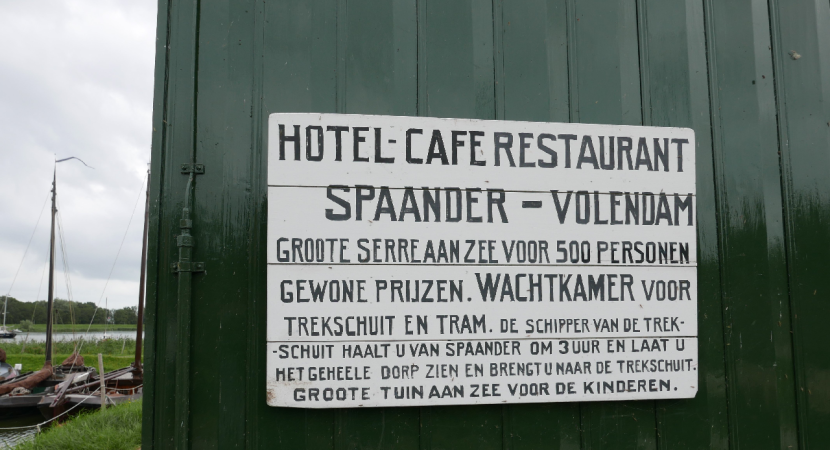 HOTEL-CAFE RESTAURANT
SPAANDER - VOLENDAM
GROOTE SERRE AAN ZEE VOOR 500 PERSONEN
GEWONE PRIJZEN. WACHTKAMER VOOR
TREKSCHUIT EN TRAM. DE SCHIPPER VAN DE TREK-
-SCHUIT HAALT U VAN SPAANDER OM 3 UUR EN LAAT U
HET GEHELE DORP ZIEN EN BRENGT U NAAR DE TREKSCHUIT.
GROOTE TUIN AAN ZEE VOOR DE KINDEREN.